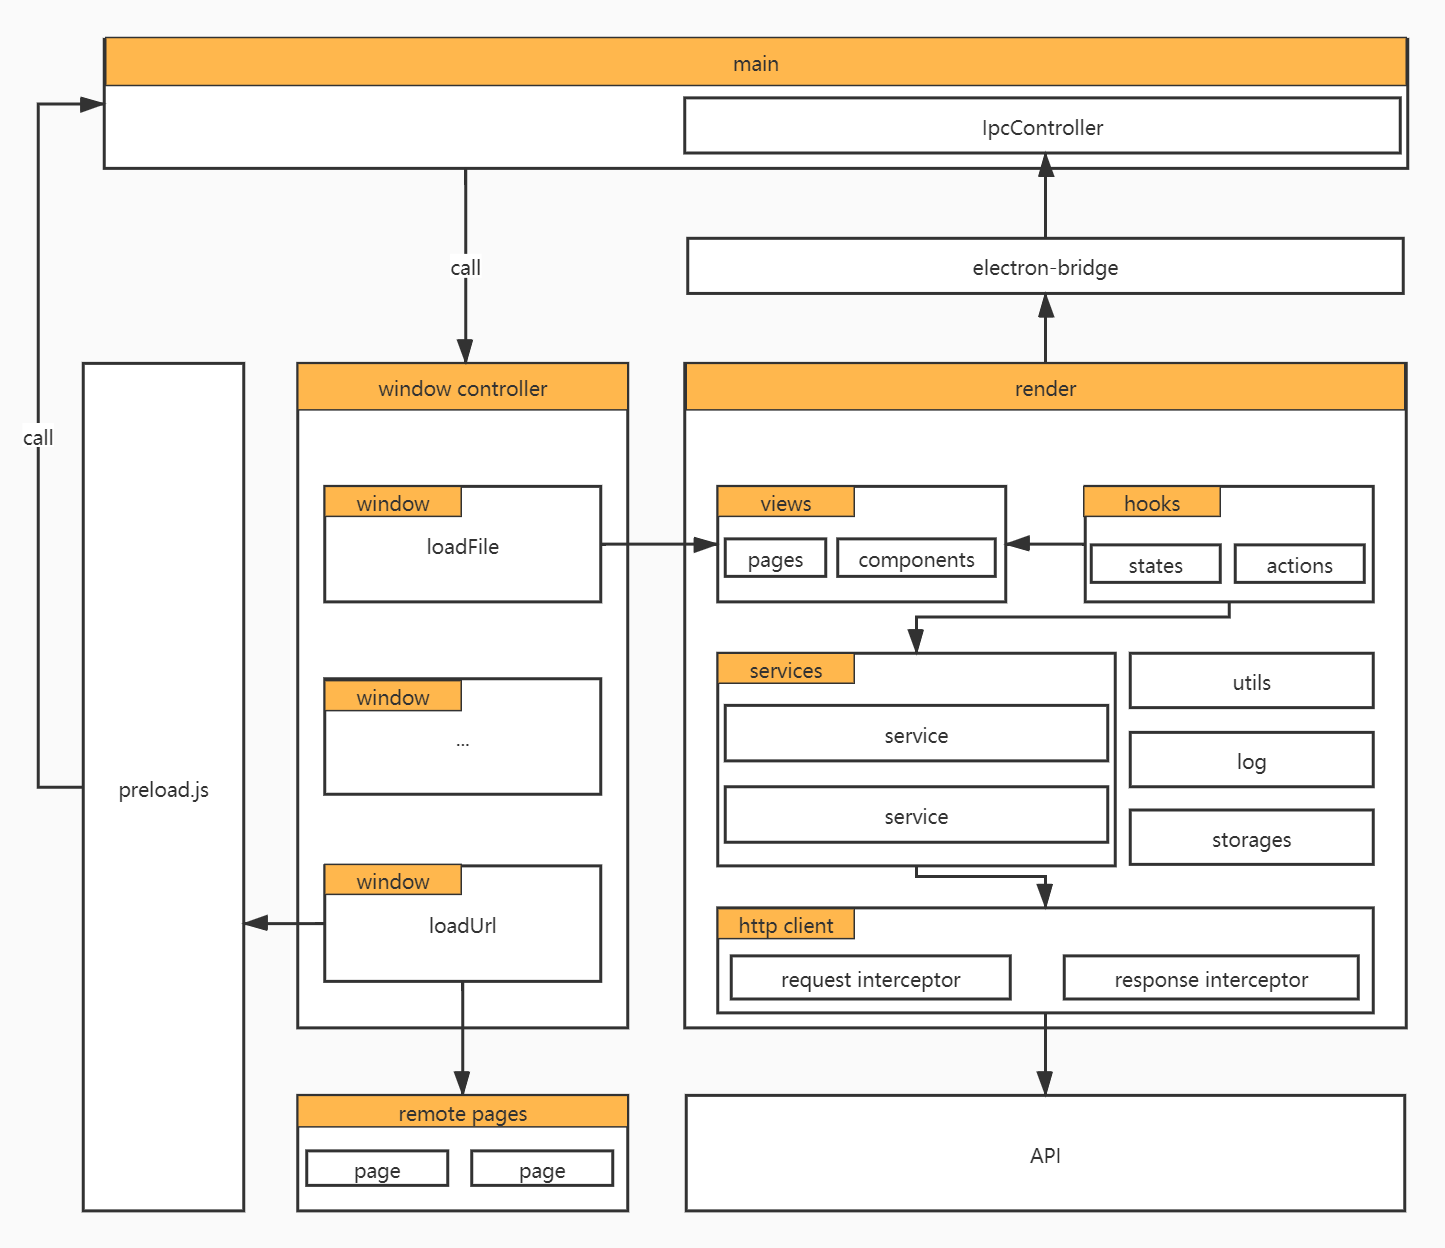 main
IpcController
call
electron-bridge
call
preload.js
window controller
window
loadFile
window
...
window
loadUrl
remote pages
page
page
render
views
pages
components
hooks
states
actions
services
service
service
utils
log
storages
http client
request interceptor
response interceptor
API